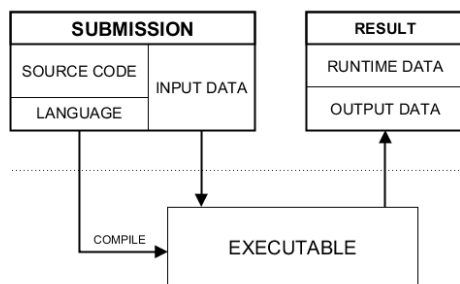 SUBMISSION
SOURCE CODE
LANGUAGE
INPUT DATA
RESULT
RUNTIME DATA
OUTPUT DATA
COMPILE
EXECUTABLE